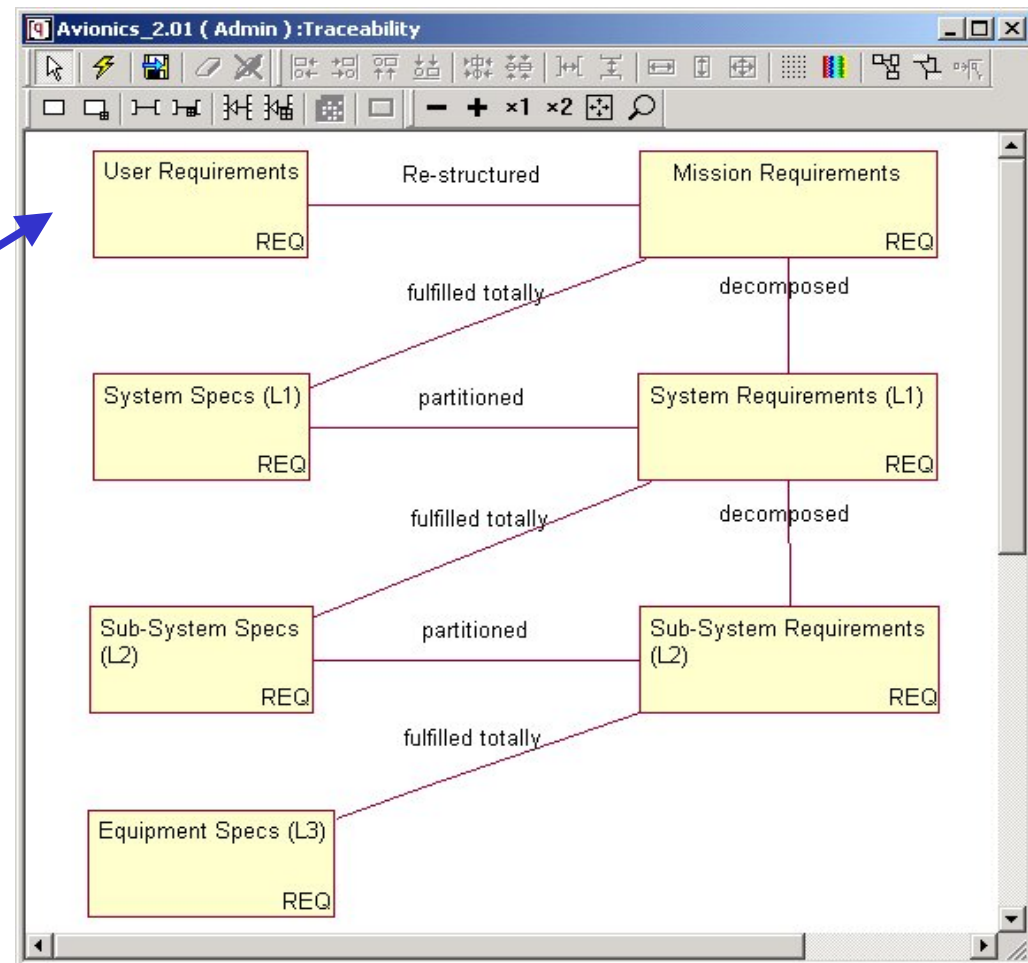 Avionics_2.01 ( Admin ) :Traceability
×1 ×2
User Requirements
REQ
Re-structured
Mission Requirements
REQ
fulfilled totally
decomposed
System Specs (L1)
REQ
partitioned
System Requirements (L1)
REQ
fulfilled totally
decomposed
Sub-System Specs
(L2)
REQ
partitioned
Sub-System Requirements
(L2)
REQ
fulfilled totally
Equipment Specs (L3)
REQ